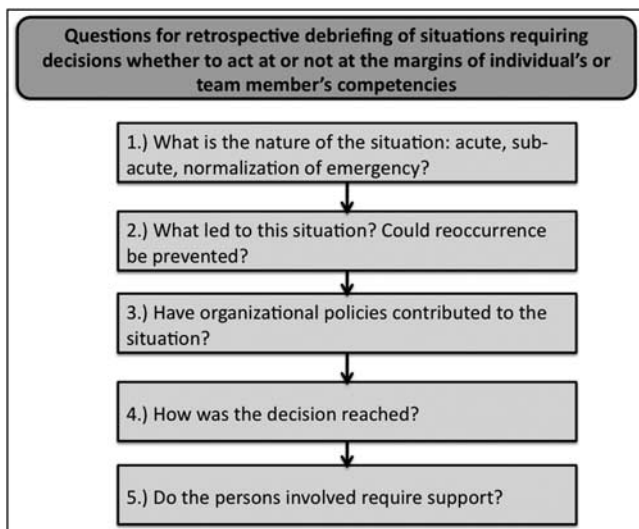 Questions for retrospective debriefing of situations requiring
decisions whether to act at or not at the margins of individual's or
team member's competencies
1.) What is the nature of the situation: acute, sub-
acute, normalization of emergency?
2.) What led to this situation? Could reoccurrence
be prevented?
3.) Have organizational policies contributed to the
situation?
4.) How was the decision reached?
5.) Do the persons involved require support?